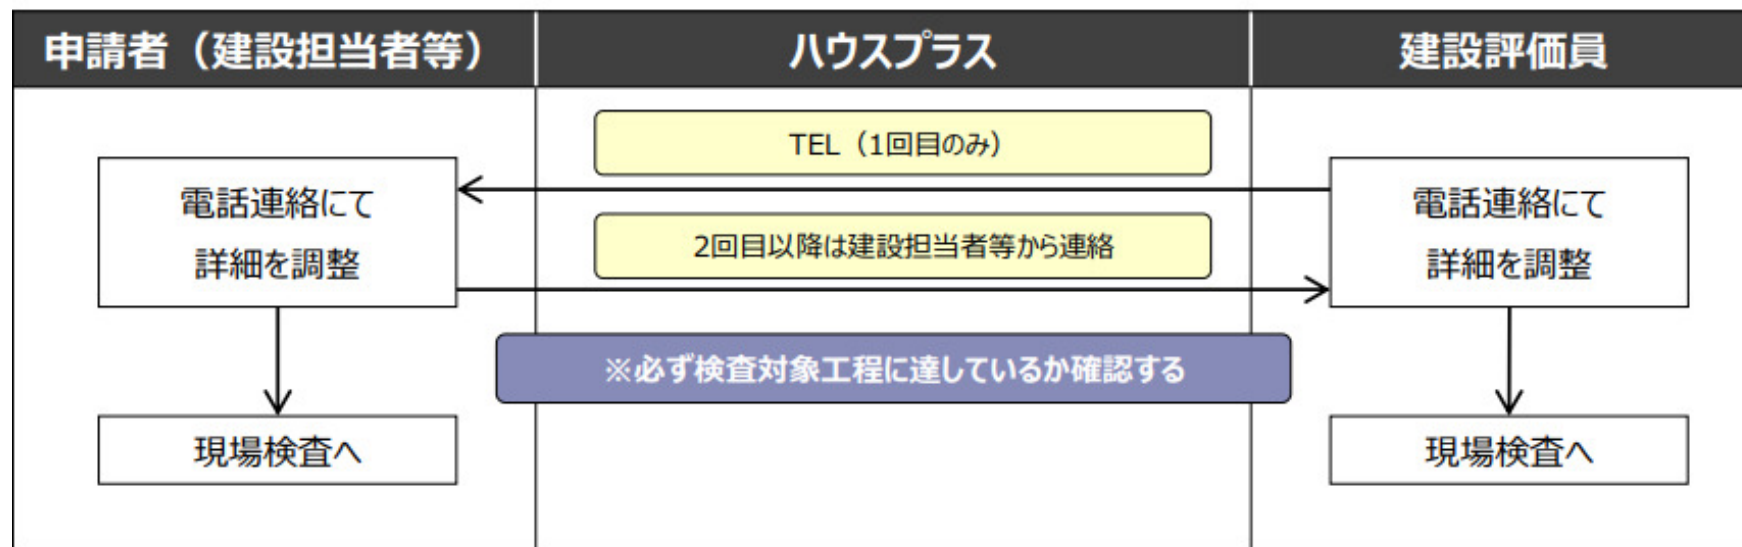 申請者（建設担当者等）
ハウスプラス
建設評価員
TEL（1回目のみ）
電話連絡にて
詳細を調整
2回目以降は建設担当者等から連絡
電話連絡にて
詳細を調整
※必ず検査対象工程に達しているか確認する
現場検査へ
現場検査へ